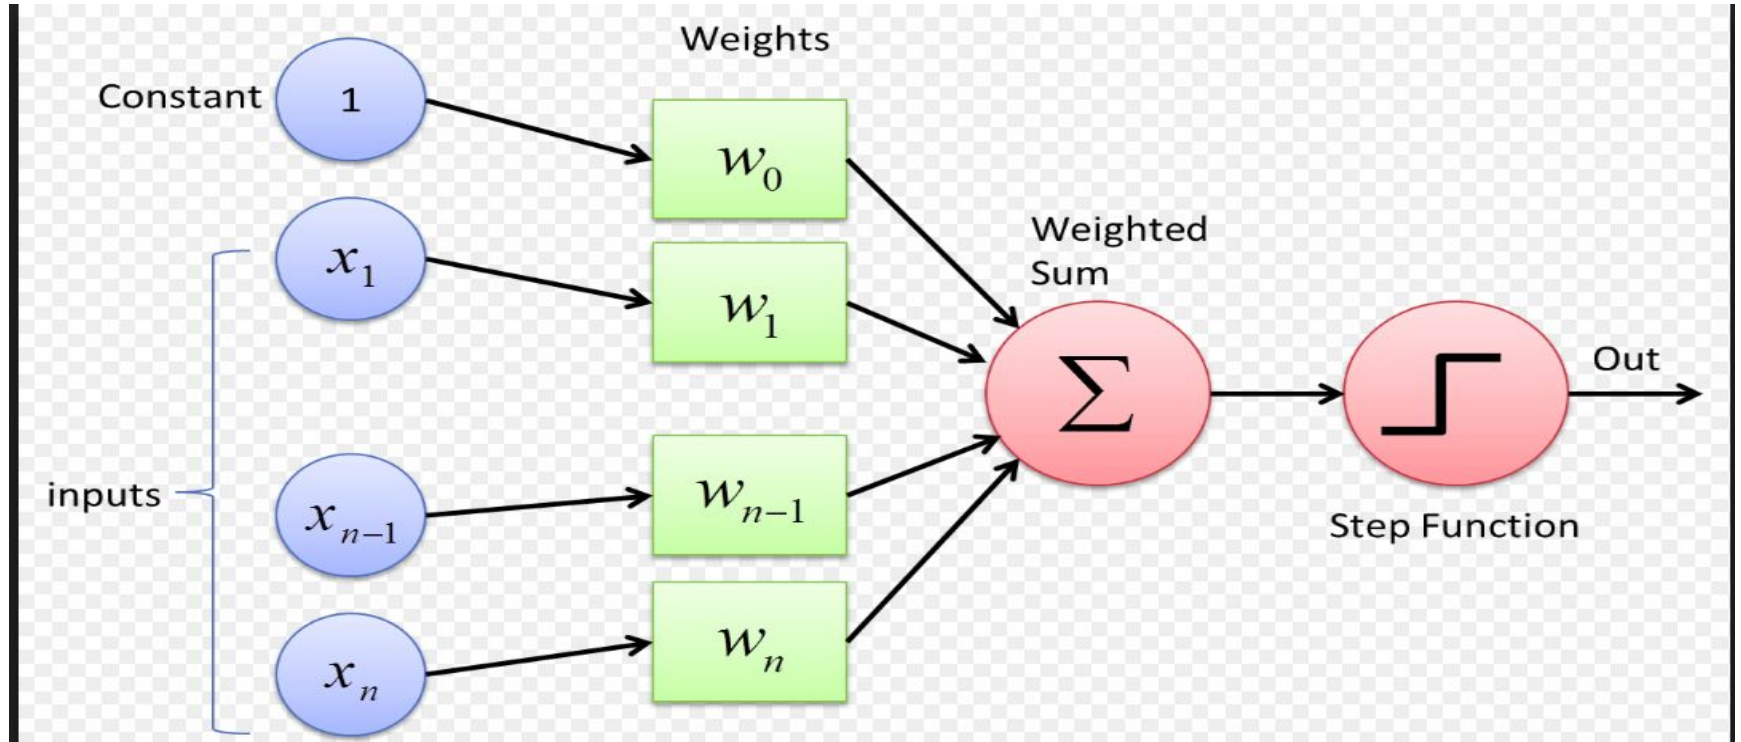 Weights
Constant
1
w₀
x₁
w₁
Weighted
Sum
Σ
Out
inputs
xₙ₋₁
wₙ₋₁
Step Function
xₙ
wₙ